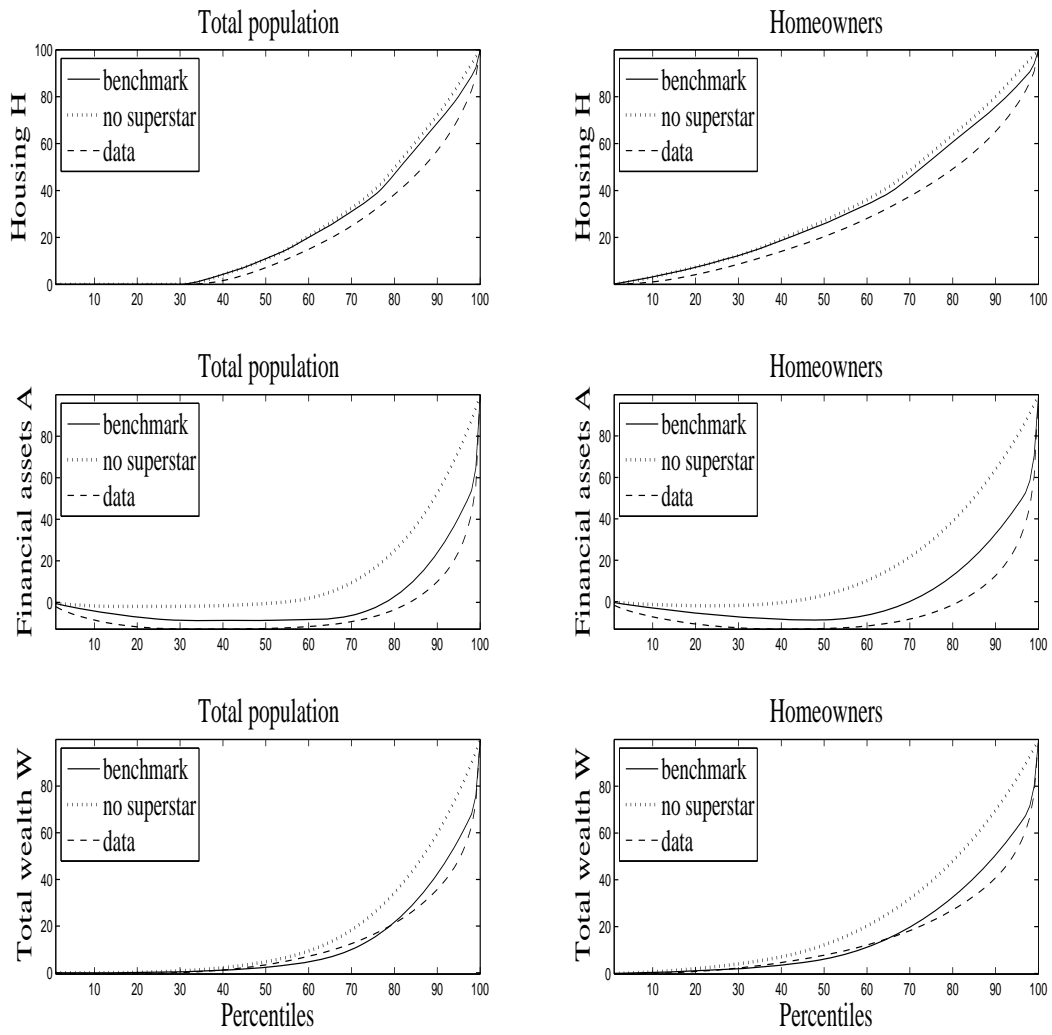 Total population
Housing H
100
80
60
40
20
0
benchmark
no superstar
data
10 20 30 40 50 60 70 80 90 100
Homeowners
Housing H
80
60
40
20
0
benchmark
no superstar
data
10 20 30 40 50 60 70 80 90 100
Total population
Financial assets A
80
60
40
20
0
benchmark
no superstar
data
10 20 30 40 50 60 70 80 90 100
Homeowners
Financial assets A
80
60
40
20
0
benchmark
no superstar
data
10 20 30 40 50 60 70 80 90 100
Total population
Total wealth W
80
60
40
20
0
benchmark
no superstar
data
10 20 30 40 50 60 70 80 90 100
Percentiles
Homeowners
Total wealth W
80
60
40
20
0
benchmark
no superstar
data
10 20 30 40 50 60 70 80 90 100
Percentiles